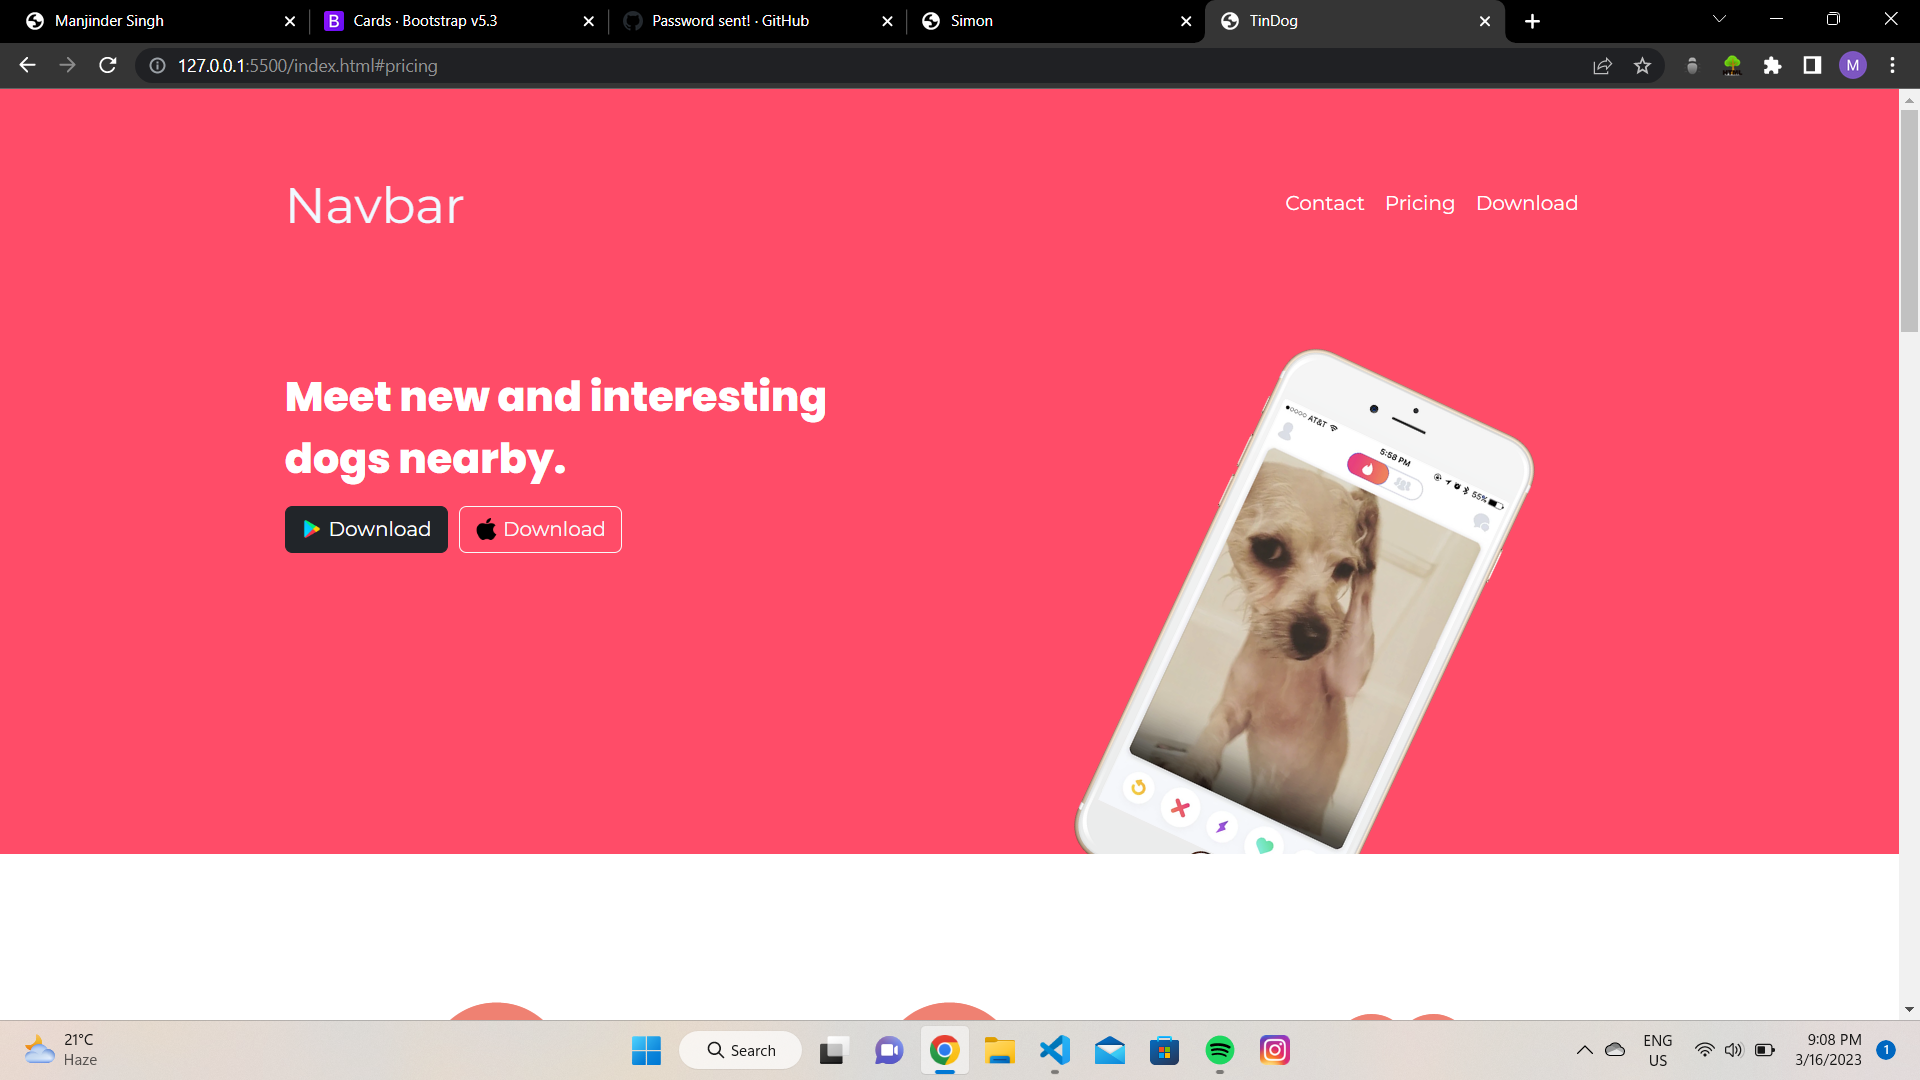 Manjinder Singh
B Cards · Bootstrap v5.3
Password sent! · GitHub
Simon
TinDog
127.0.0.1:5500/index.html#pricing
M
Navbar
Contact Pricing Download
Meet new and interesting
dogs nearby.
Download Download
AT&T
5:58 PM
55%
21°C
Haze
Search
ENG
US
9:08 PM
3/16/2023
1